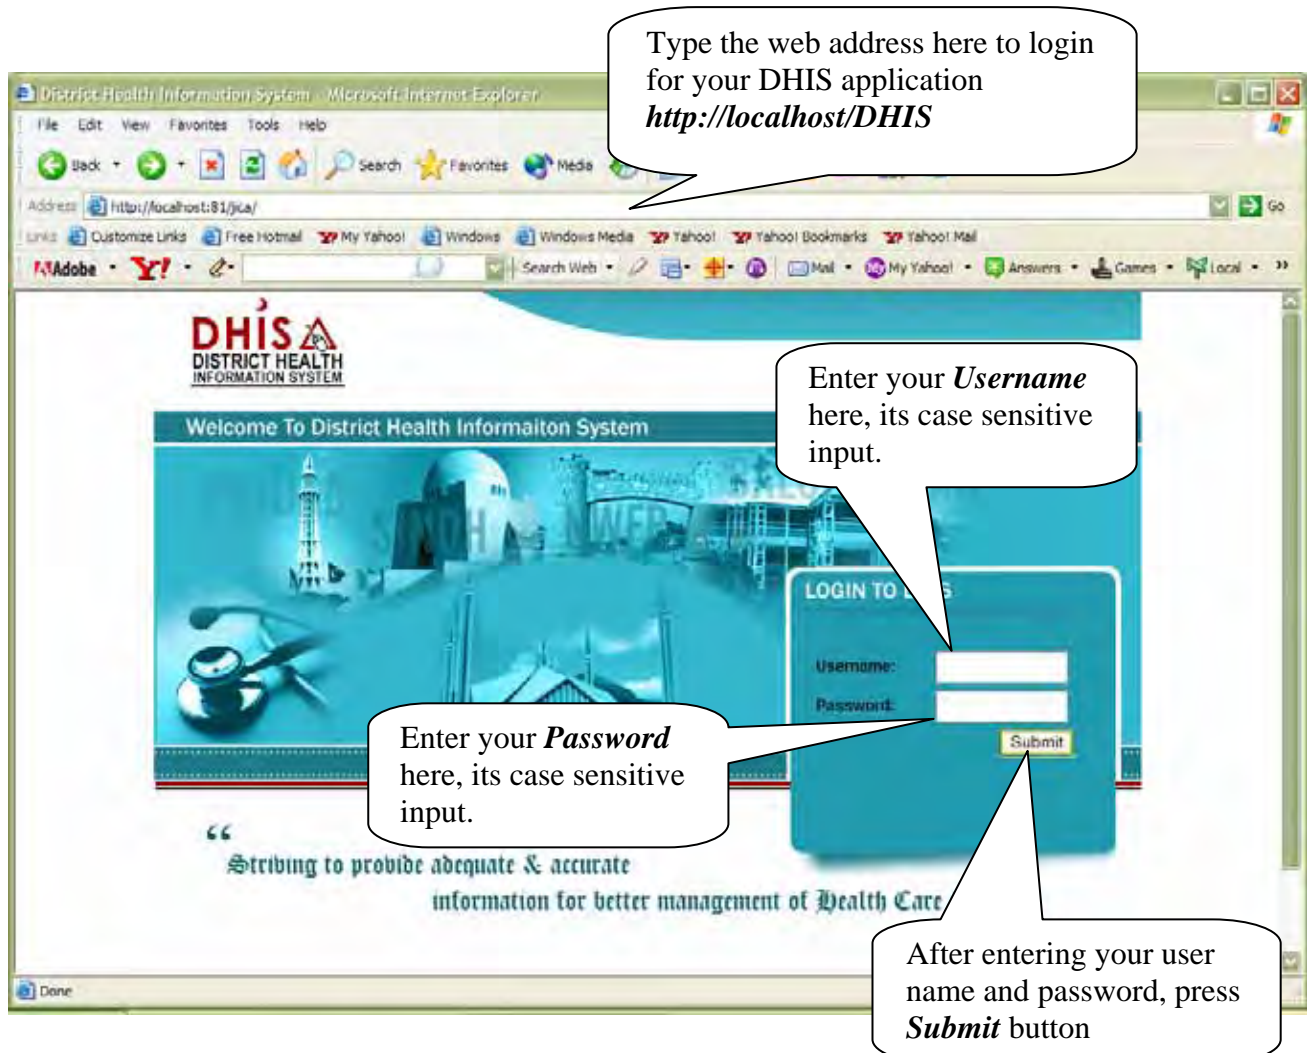 Type the web address here to login
for your DHIS application
http://localhost/DHIS
District Health Information System - Microsoft Internet Explorer
File Edit View Favorites Tools Help
Back Search Favorites Media
Address http://localhost:81/jica/ Go
Links Customize Links Free Hotmail My Yahoo! Windows Windows Media Yahoo! Yahoo! Bookmarks Yahoo! Mail
Adobe Y! Search Web Mail My Yahoo! Answers Games Local
DHIS
DISTRICT HEALTH
INFORMATION SYSTEM
Enter your Username
here, its case sensitive
input.
Welcome To District Health Informaiton System
SINDH NWFP
LOGIN TO
Username:
Password:
Submit
Enter your Password
here, its case sensitive
input.
“
Striving to provide adequate & accurate
information for better management of Health Care
After entering your user
name and password, press
Submit button
Done